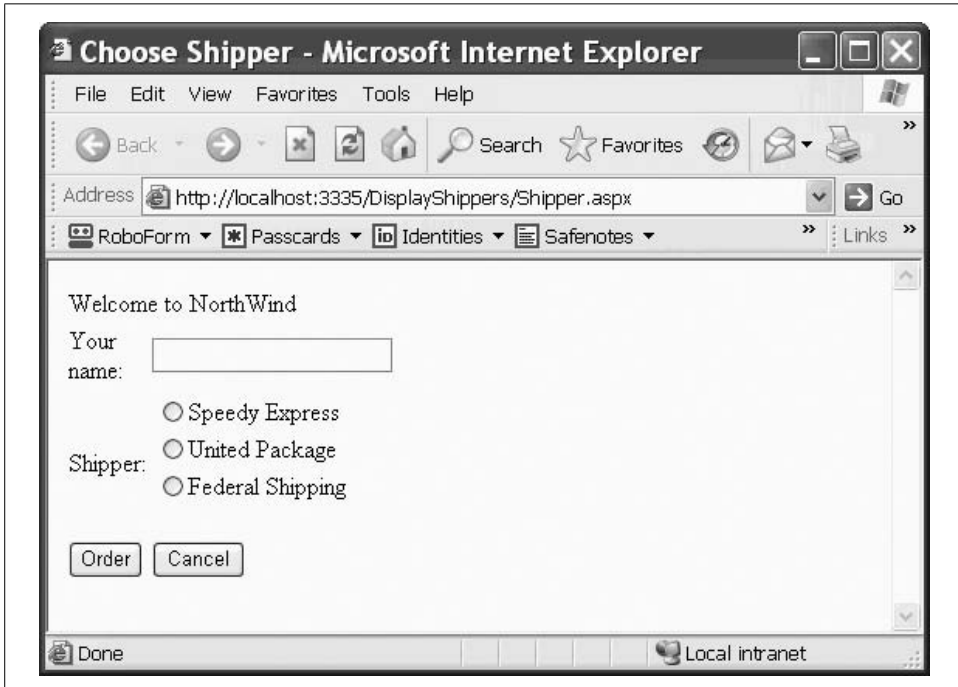 Choose Shipper - Microsoft Internet Explorer
File Edit View Favorites Tools Help
Back Search Favorites »
Address http://localhost:3335/DisplayShippers/Shipper.aspx Go
RoboForm Passcards ID Identities Safenotes » Links »
Welcome to NorthWind
Your
name:
Speedy Express
Shipper: United Package
Federal Shipping
Order Cancel
Done Local intranet